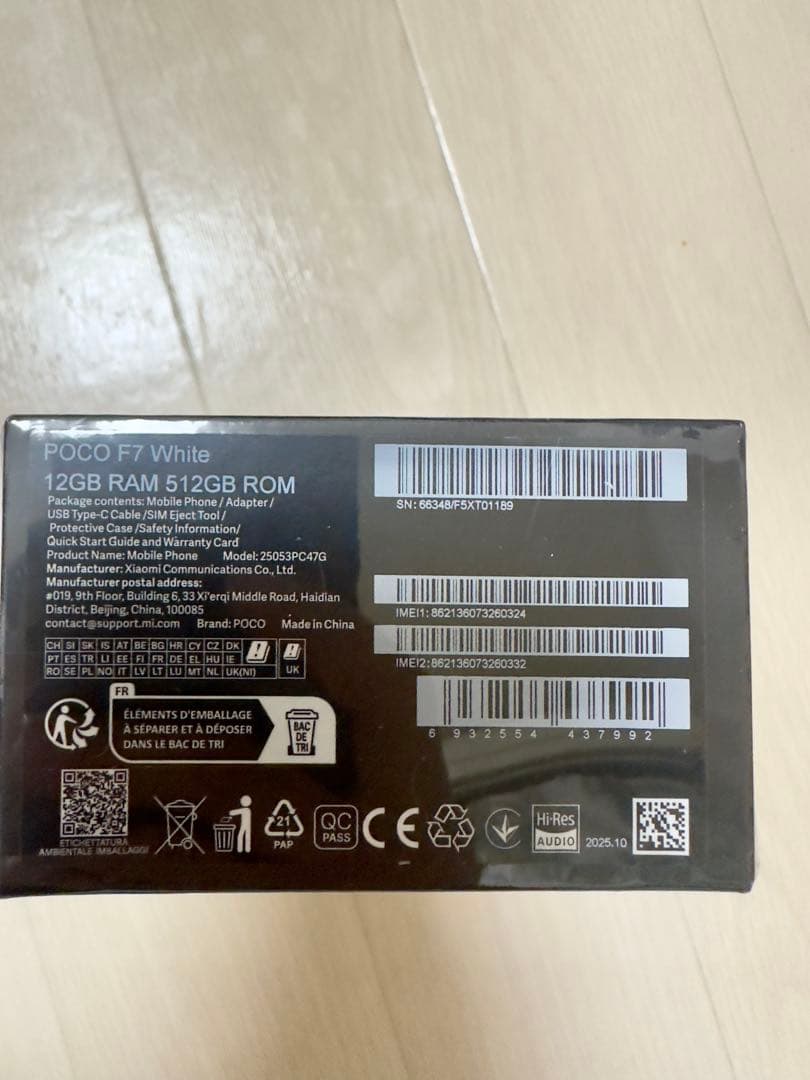 POCO F7 White
12GB RAM 512GB ROM
Package contents: Mobile Phone / Adapter /
USB Type-C Cable /SIM Eject Tool /
Protective Case /Safety Information/
Quick Start Guide and Warranty Card
Product Name: Mobile Phone Model: 25053PC47G
Manufacturer: Xiaomi Communications Co., Ltd.
Manufacturer postal address:
#019, 9th Floor, Building 6, 33 Xi'erqi Middle Road, Haidian
District, Beijing, China, 100085
contact@support.mi.com Brand: POCO Made in China
CH SI SK IS AT BE BG HR CY CZ DK
PT ES TR LI EE FI FR DE EL HU IE
RO SE PL NO IT LV LT LU MT NL UK(NI)
UK
SN: 66348/F5XT01189
IMEI1: 862136073260324
IMEI2: 862136073260332
6 932554 437992
FR
ÉLÉMENTS D'EMBALLAGE
À SÉPARER ET À DÉPOSER
DANS LE BAC DE TRI
BAC
DE
TRI
ETICHETTATURA
AMBIENTALE IMBALLAGGI
21
PAP
QC
PASS
CE
Hi-Res
AUDIO
2025.10